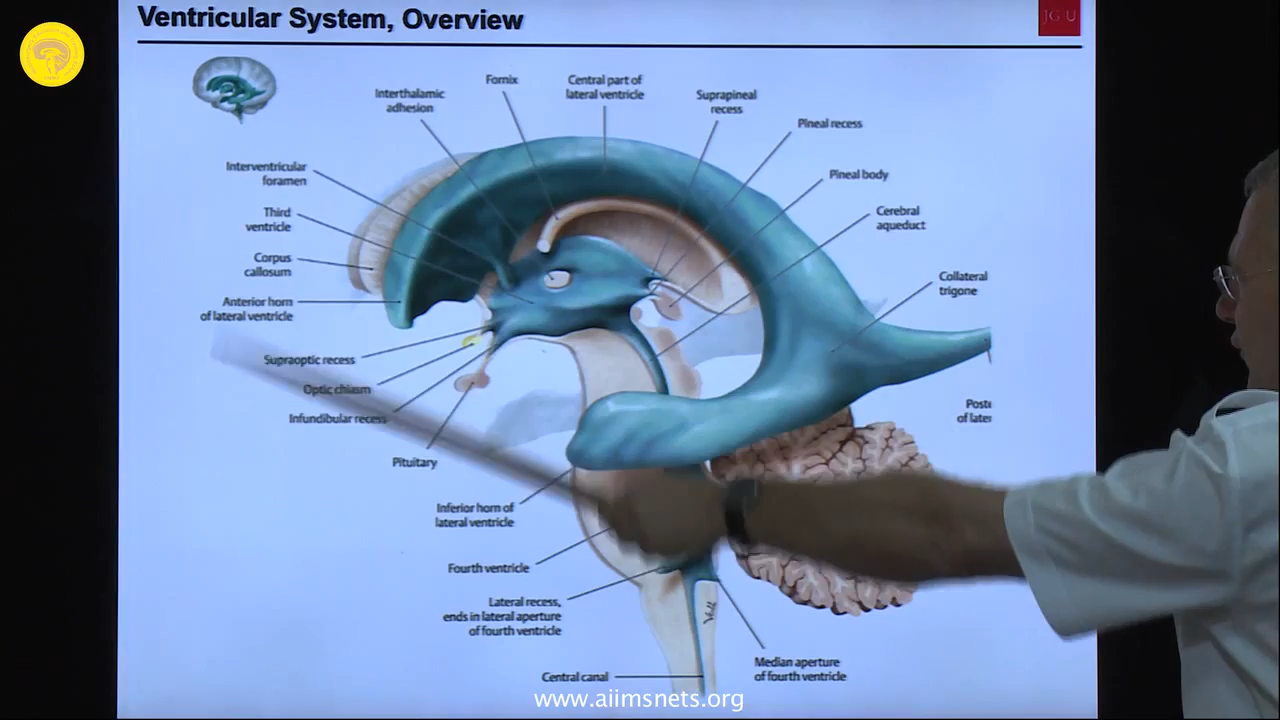 Ventricular System, Overview
JG U
Fornix
Central part of
lateral ventricle
Interthalamic
adhesion
Suprapineal
recess
Pineal recess
Interventricular
foramen
Pineal body
Third
ventricle
Cerebral
aqueduct
Corpus
callosum
Collateral
trigone
Anterior horn
of lateral ventricle
Supraoptic recess
Optic chiasm
Infundibular recess
Pituitary
Inferior horn of
lateral ventricle
Fourth ventricle
Lateral recess,
ends in lateral aperture
of fourth ventricle
Median aperture
of fourth ventricle
Central canal
www.aiimsnets.org